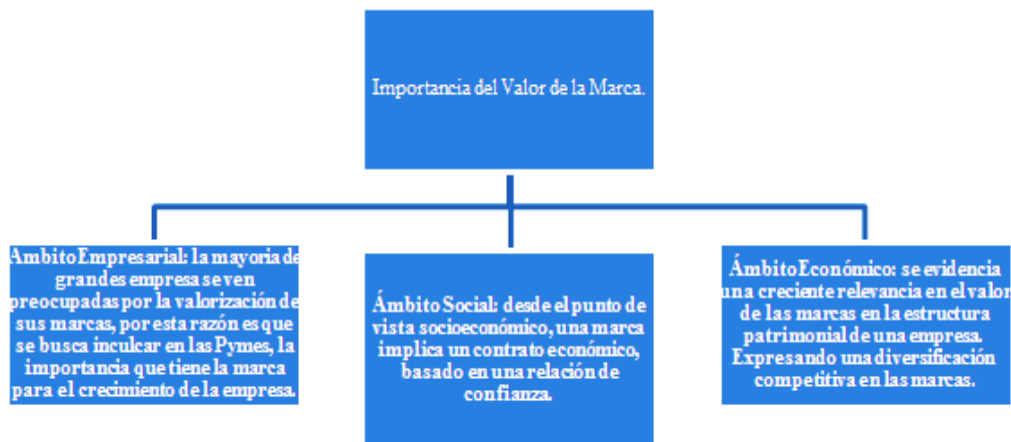 Importancia del Valor de la Marca.
Ambito Empresarial: la mayoria de
grandes empresa se ven
preocupadas por la valorización de
sus marcas, por esta razón es que
se busca inculcar en las Pymes, la
importancia que tiene la marca
para el crecimiento de la empresa.
Ámbito Social: desde el punto de
vista socioeconómico, una marca
implica un contrato económico,
basado en una relación de
confianza.
Ámbito Económico: se evidencia
una creciente relevancia en el valor
de las marcas en la estructura
patrimonial de una empresa.
Expresando una diversificación
competitiva en las marcas.